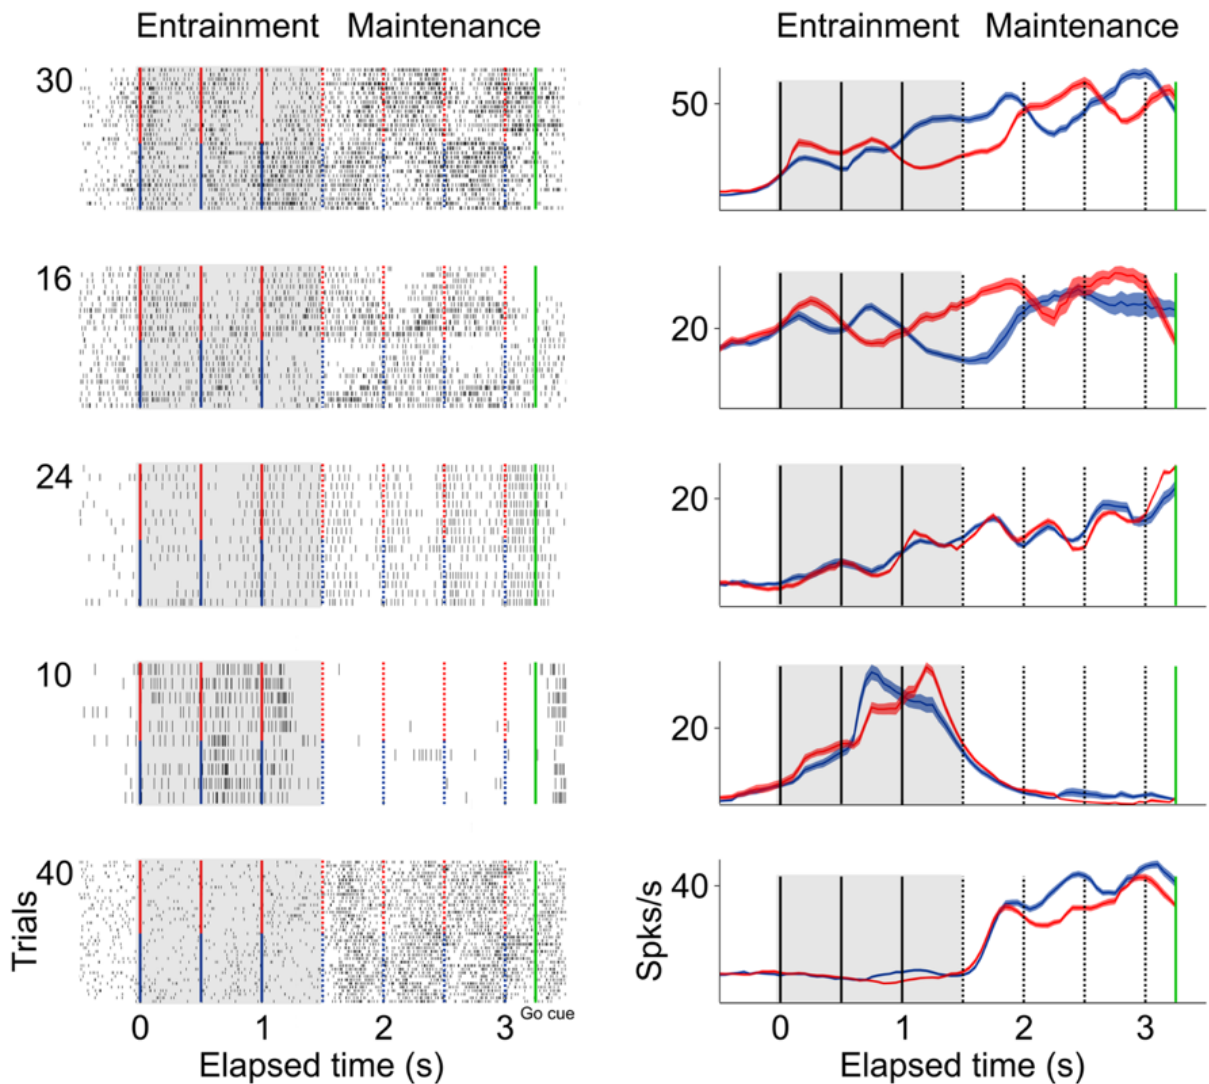 Entrainment Maintenance
Entrainment Maintenance
30
50
16
20
24
20
10
20
40
40
Trials
Spks/s
Go cue
0 1 2 3
0 1 2 3
Elapsed time (s)
Elapsed time (s)